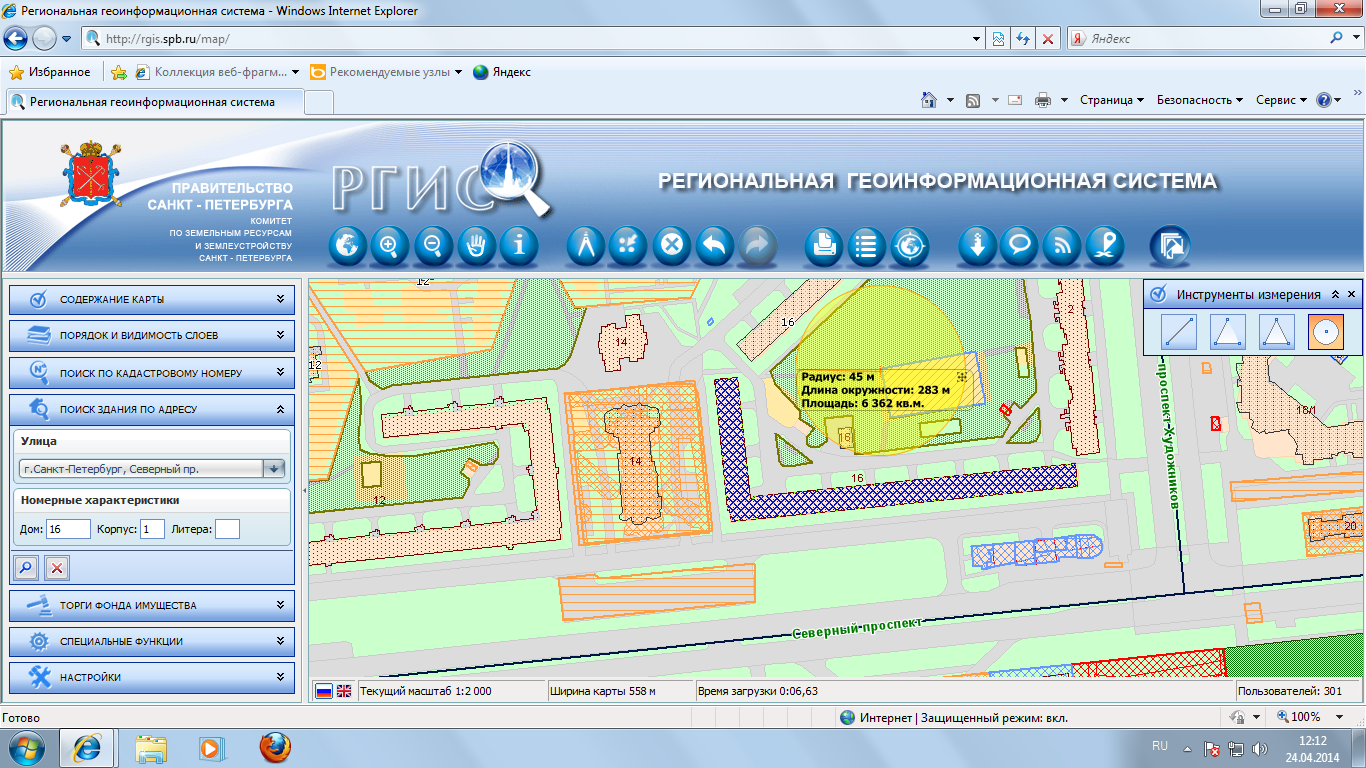 Региональная геоинформационная система - Windows Internet Explorer
http://rgis.spb.ru/map/
Яндекс
Избранное
Коллекция веб-фрагм...
Рекомендуемые узлы
Яндекс
Региональная геоинформационная система
Страница
Безопасность
Сервис
ПРАВИТЕЛЬСТВО
САНКТ - ПЕТЕРБУРГА
КОМИТЕТ
ПО ЗЕМЕЛЬНЫМ РЕСУРСАМ
И ЗЕМЛЕУСТРОЙСТВУ
САНКТ - ПЕТЕРБУРГА
РГИС
РЕГИОНАЛЬНАЯ ГЕОИНФОРМАЦИОННАЯ СИСТЕМА
СОДЕРЖАНИЕ КАРТЫ
ПОРЯДОК И ВИДИМОСТЬ СЛОЕВ
ПОИСК ПО КАДАСТРОВОМУ НОМЕРУ
ПОИСК ЗДАНИЯ ПО АДРЕСУ
Улица
г.Санкт-Петербург, Северный пр.
Номерные характеристики
Дом: 16 Корпус: 1 Литера:
ТОРГИ ФОНДА ИМУЩЕСТВА
СПЕЦИАЛЬНЫЕ ФУНКЦИИ
НАСТРОЙКИ
Инструменты измерения
12
14
16
2
12
Радиус: 45 м
Длина окружности: 283 м
Площадь: 6 362 кв.м.
16
18/1
14
12
16
20
проспект Художников
Северный проспект
Текущий масштаб 1:2 000
Ширина карты 558 м
Время загрузки 0:06,63
Пользователей: 301
Готово
Интернет | Защищенный режим: вкл.
100%
RU
12:12
24.04.2014